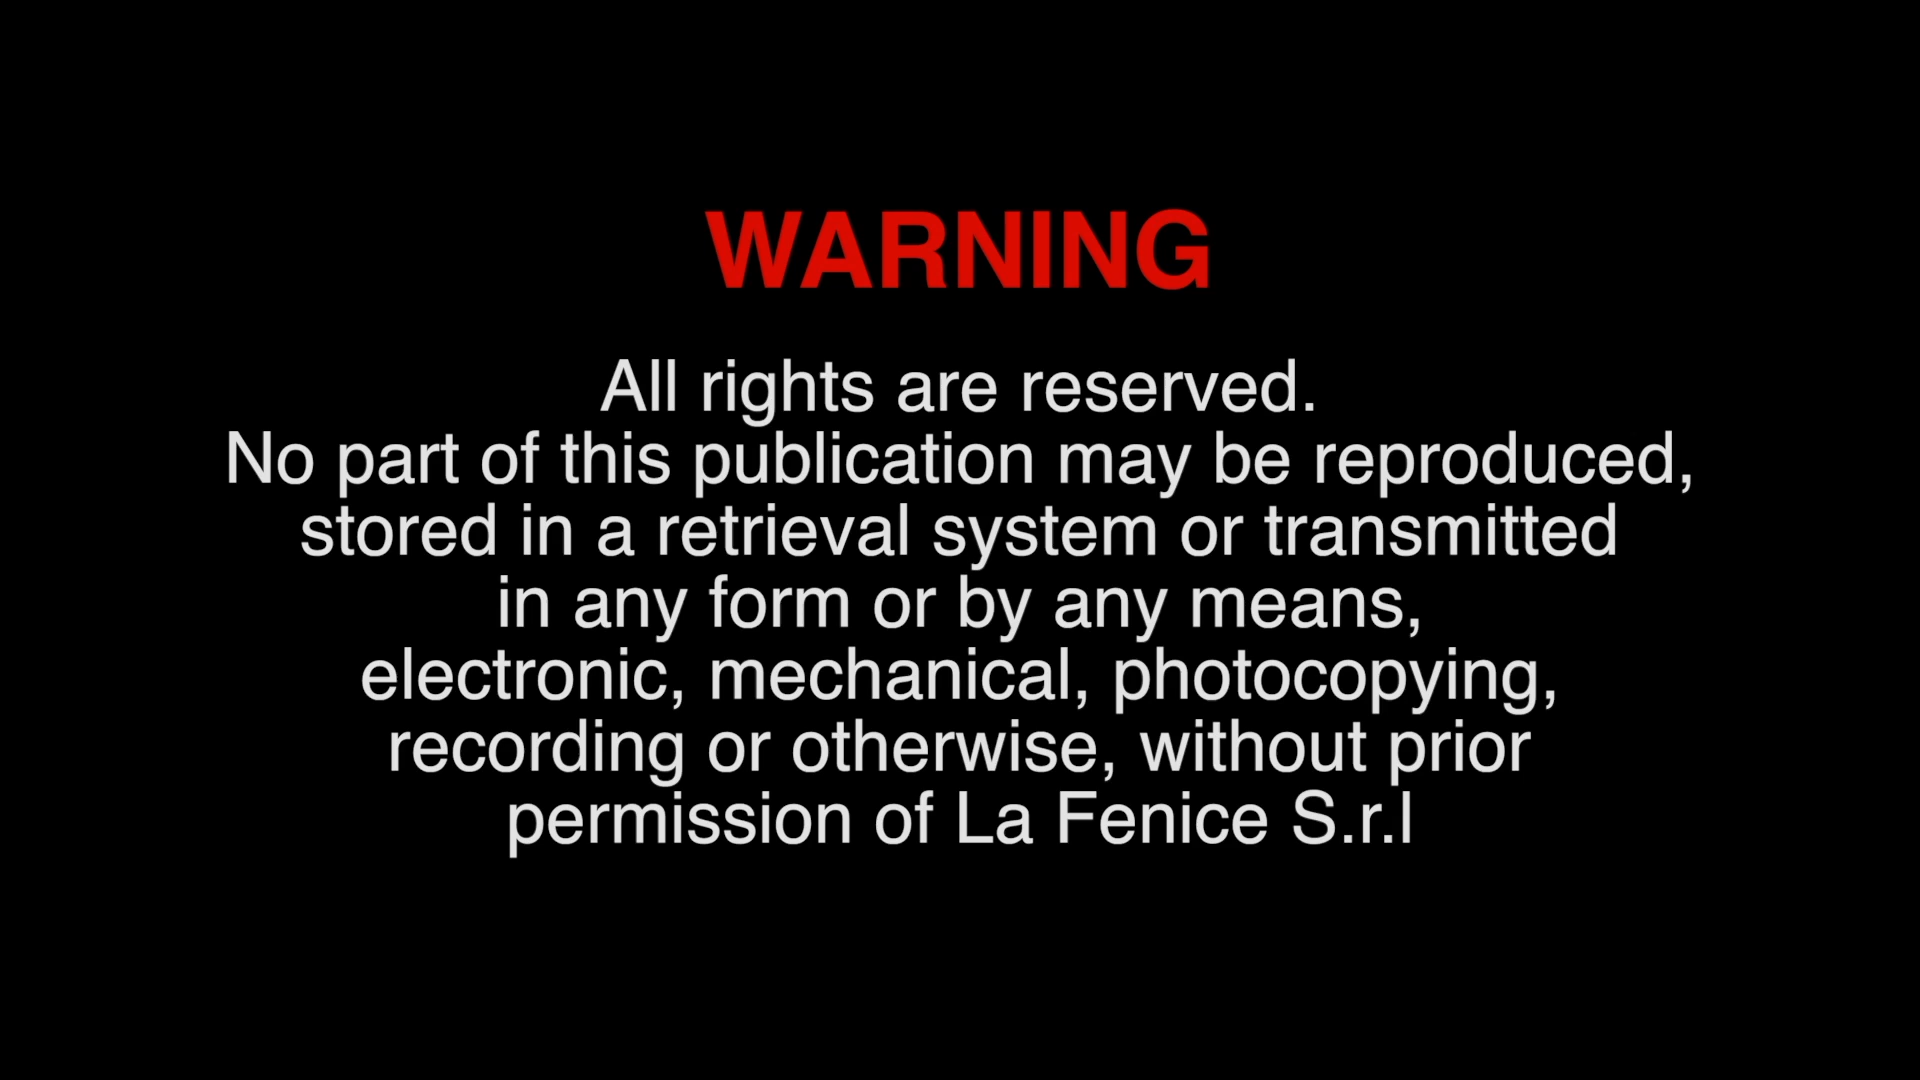 WARNING
All rights are reserved.
No part of this publication may be reproduced,
stored in a retrieval system or transmitted
in any form or by any means,
electronic, mechanical, photocopying,
recording or otherwise, without prior
permission of La Fenice S.r.l